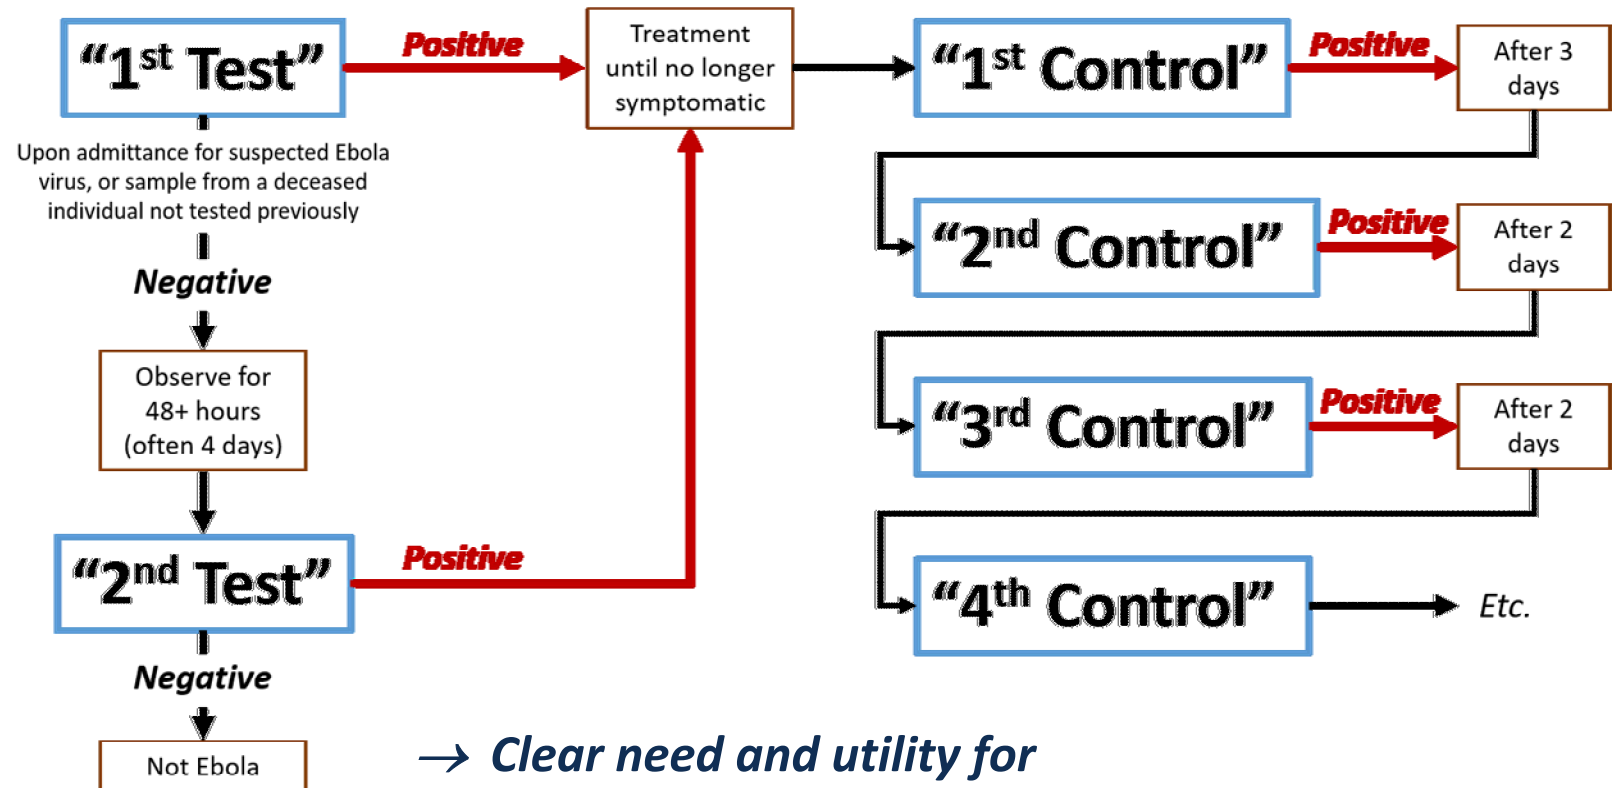 “1st Test”
Positive
Treatment
until no longer
symptomatic
“1st Control”
Positive
After 3
days
Upon admittance for suspected Ebola
virus, or sample from a deceased
individual not tested previously
Negative
Observe for
48+ hours
(often 4 days)
“2nd Control”
Positive
After 2
days
“3rd Control”
Positive
After 2
days
“2nd Test”
Positive
“4th Control”
Etc.
Negative
Not Ebola
→ Clear need and utility for